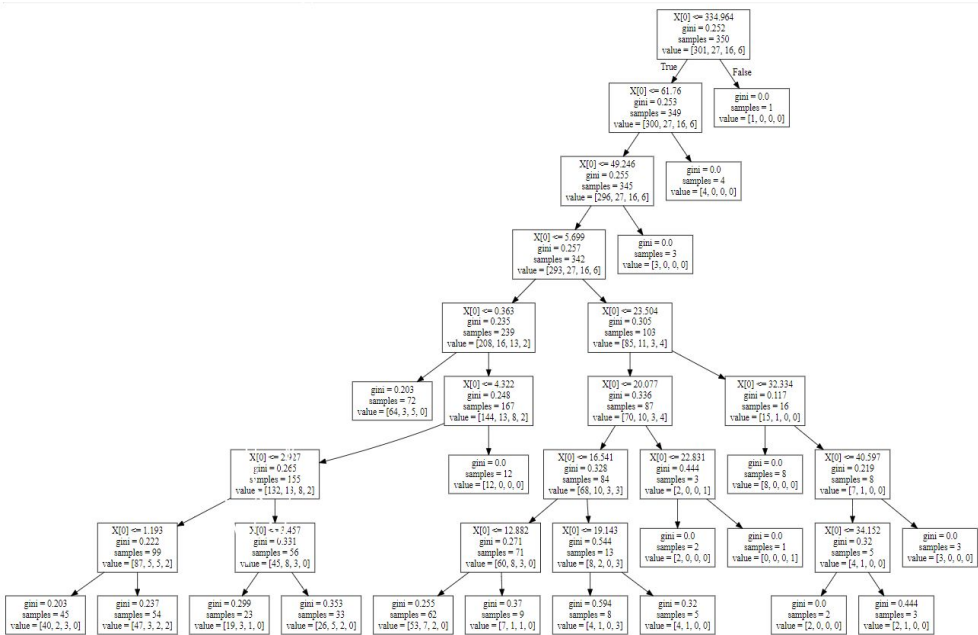 X[0] <= 334.964
gini = 0.252
samples = 350
value = [301, 27, 16, 6]
True
False
X[0] <= 61.76
gini = 0.253
samples = 349
value = [300, 27, 16, 6]
gini = 0.0
samples = 1
value = [1, 0, 0, 0]
X[0] <= 49.246
gini = 0.255
samples = 345
value = [296, 27, 16, 6]
gini = 0.0
samples = 4
value = [4, 0, 0, 0]
X[0] <= 5.699
gini = 0.257
samples = 342
value = [293, 27, 16, 6]
gini = 0.0
samples = 3
value = [3, 0, 0, 0]
X[0] <= 0.363
gini = 0.235
samples = 239
value = [208, 16, 13, 2]
X[0] <= 23.504
gini = 0.305
samples = 103
value = [85, 11, 3, 4]
gini = 0.203
samples = 72
value = [64, 3, 5, 0]
X[0] <= 4.322
gini = 0.248
samples = 167
value = [144, 13, 8, 2]
X[0] <= 20.077
gini = 0.336
samples = 87
value = [70, 10, 3, 4]
X[0] <= 32.334
gini = 0.117
samples = 16
value = [15, 1, 0, 0]
X[0] <= 2.927
gini = 0.265
samples = 155
value = [132, 13, 8, 2]
gini = 0.0
samples = 12
value = [12, 0, 0, 0]
X[0] <= 16.541
gini = 0.328
samples = 84
value = [68, 10, 3, 3]
X[0] <= 22.831
gini = 0.444
samples = 3
value = [2, 0, 0, 1]
gini = 0.0
samples = 8
value = [8, 0, 0, 0]
X[0] <= 40.597
gini = 0.219
samples = 8
value = [7, 1, 0, 0]
X[0] <= 1.193
gini = 0.222
samples = 99
value = [87, 5, 5, 2]
X[0] <= 3.457
gini = 0.331
samples = 56
value = [45, 8, 3, 0]
X[0] <= 12.882
gini = 0.271
samples = 71
value = [60, 8, 3, 0]
X[0] <= 19.143
gini = 0.544
samples = 13
value = [8, 2, 0, 3]
gini = 0.0
samples = 2
value = [2, 0, 0, 0]
gini = 0.0
samples = 1
value = [0, 0, 0, 1]
X[0] <= 34.152
gini = 0.32
samples = 5
value = [4, 1, 0, 0]
gini = 0.0
samples = 3
value = [3, 0, 0, 0]
gini = 0.203
samples = 45
value = [40, 2, 3, 0]
gini = 0.237
samples = 54
value = [47, 3, 2, 2]
gini = 0.299
samples = 23
value = [19, 3, 1, 0]
gini = 0.353
samples = 33
value = [26, 5, 2, 0]
gini = 0.255
samples = 62
value = [53, 7, 2, 0]
gini = 0.37
samples = 9
value = [7, 1, 1, 0]
gini = 0.594
samples = 8
value = [4, 1, 0, 3]
gini = 0.32
samples = 5
value = [4, 1, 0, 0]
gini = 0.0
samples = 2
value = [2, 0, 0, 0]
gini = 0.444
samples = 3
value = [2, 1, 0, 0]